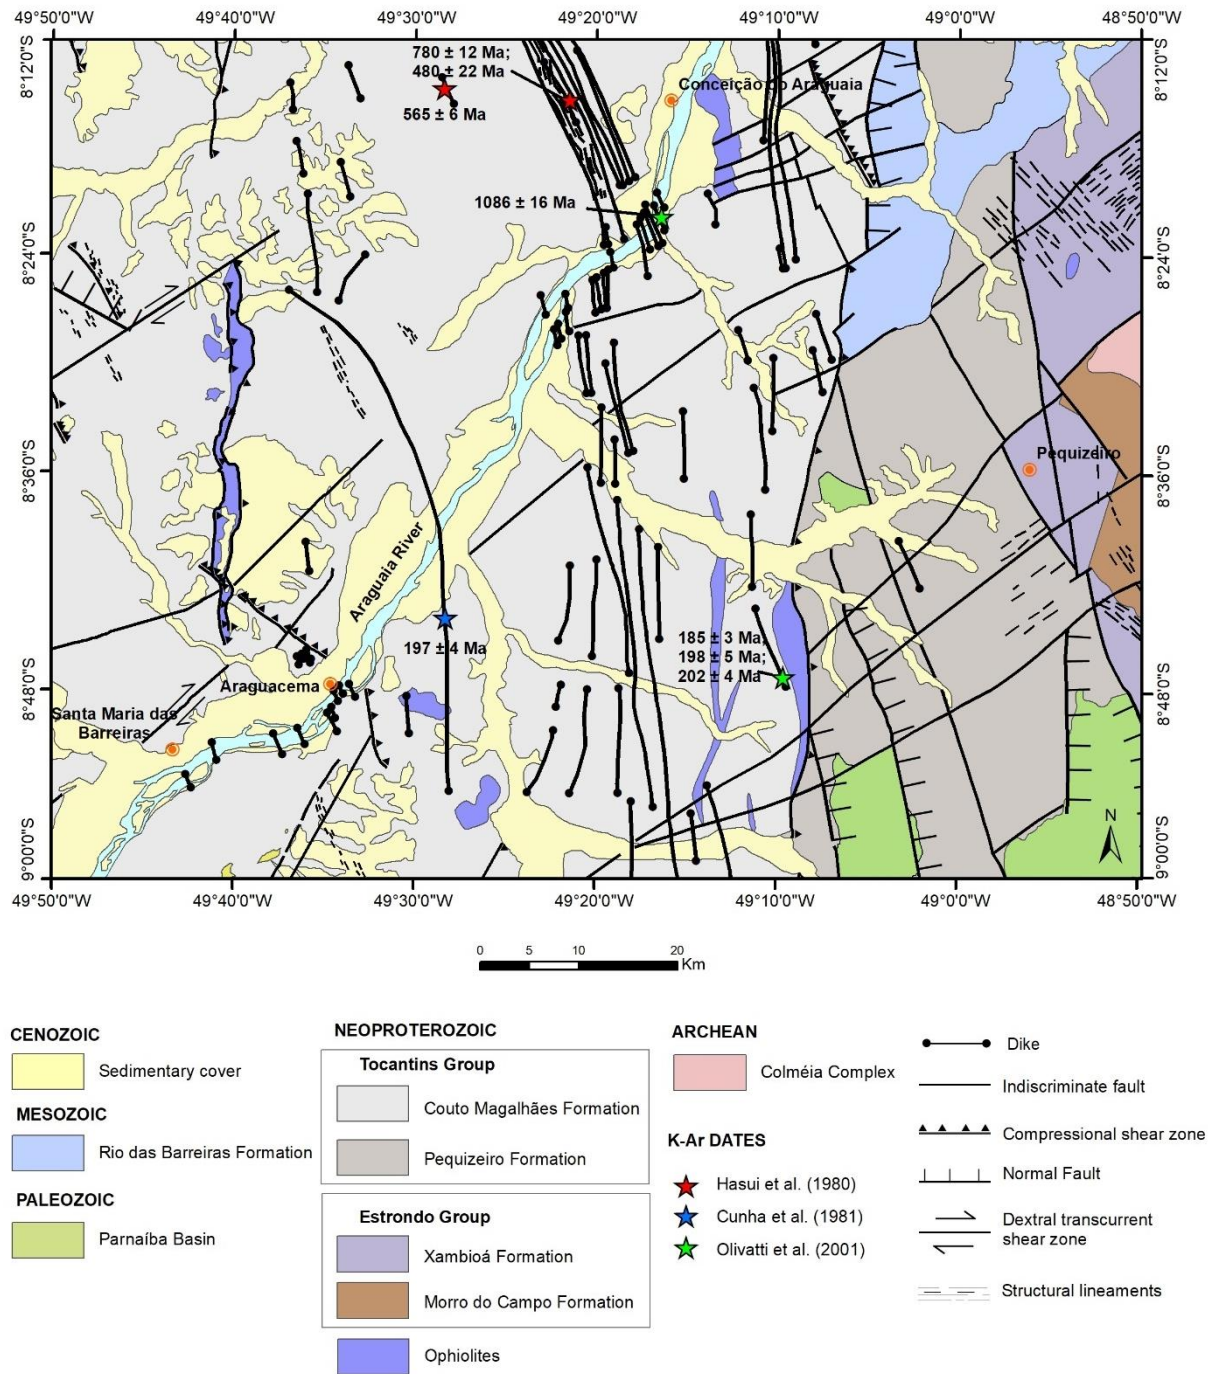 49°50'0"W 49°40'0"W 49°30'0"W 49°20'0"W 49°10'0"W 49°0'0"W 48°50'0"W
8°12'0"S
8°12'0"S
780 ± 12 Ma;
480 ± 22 Ma
Conceição do Araguaia
565 ± 6 Ma
1086 ± 16 Ma
8°24'0"S
8°24'0"S
Pequizeiro
8°36'0"S
8°36'0"S
Araguaia River
197 ± 4 Ma
185 ± 3 Ma;
198 ± 5 Ma;
202 ± 4 Ma
Araguacema
8°48'0"S
8°48'0"S
Santa Maria das
Barreiras
N
9°00'0"S
9°00'0"S
49°50'0"W 49°40'0"W 49°30'0"W 49°20'0"W 49°10'0"W 49°0'0"W 48°50'0"W
0 5 10 20
Km
CENOZOIC
Sedimentary cover
MESOZOIC
Rio das Barreiras Formation
PALEOZOIC
Parnaíba Basin
NEOPROTEROZOIC
Tocantins Group
Couto Magalhães Formation
Pequizeiro Formation
Estrondo Group
Xambioá Formation
Morro do Campo Formation
Ophiolites
ARCHEAN
Colméia Complex
K-Ar DATES
Hasui et al. (1980)
Cunha et al. (1981)
Olivatti et al. (2001)
Dike
Indiscriminate fault
Compressional shear zone
Normal Fault
Dextral transcurrent
shear zone
Structural lineaments